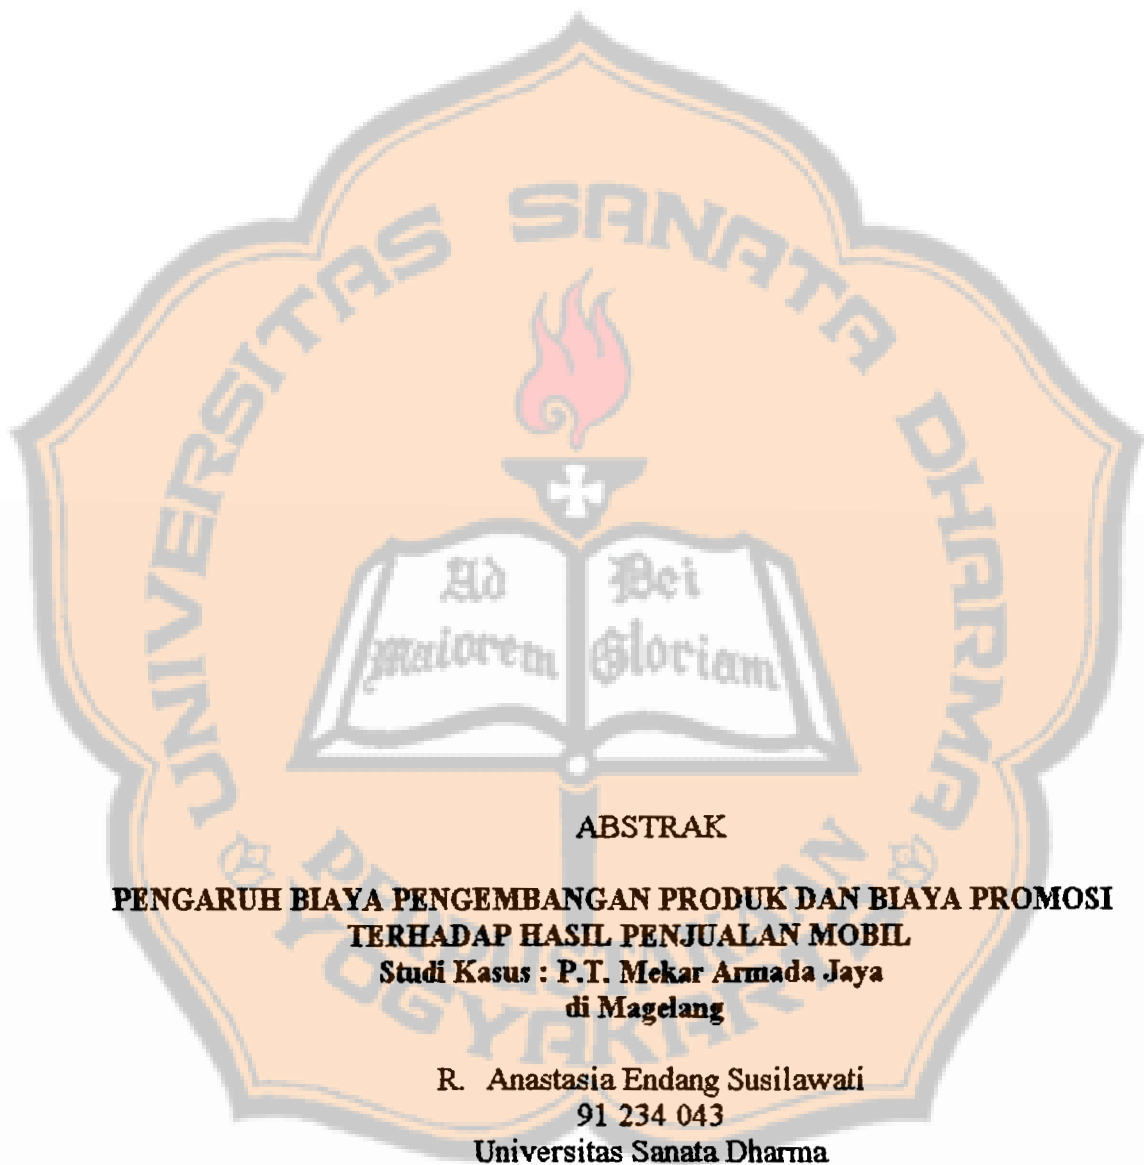 UNIVERSITAS SANATA DHARMA
Ad
Maiorem
Dei
Gloriam
ABSTRAK
PENGARUH BIAYA PENGEMBANGAN PRODUK DAN BIAYA PROMOSI
TERHADAP HASIL PENJUALAN MOBIL
Studi Kasus : P.T. Mekar Armada Jaya
di Magelang
YOGYAKARTA
R. Anastasia Endang Susilawati
91 234 043
Universitas Sanata Dharma